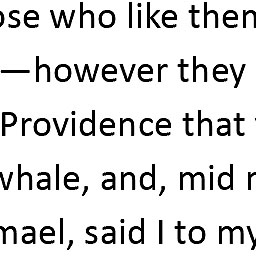 ose who like them
—however they
Providence that
whale, and, mid
mael, said I to my